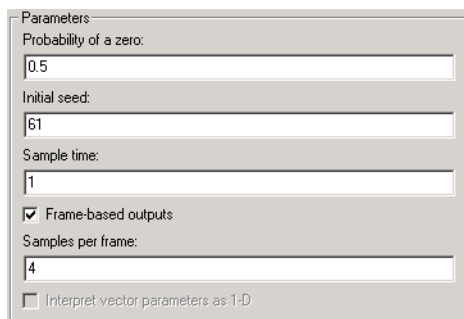 Parameters
Probability of a zero:
0.5
Initial seed:
61
Sample time:
1
Frame-based outputs
Samples per frame:
4
Interpret vector parameters as 1-D